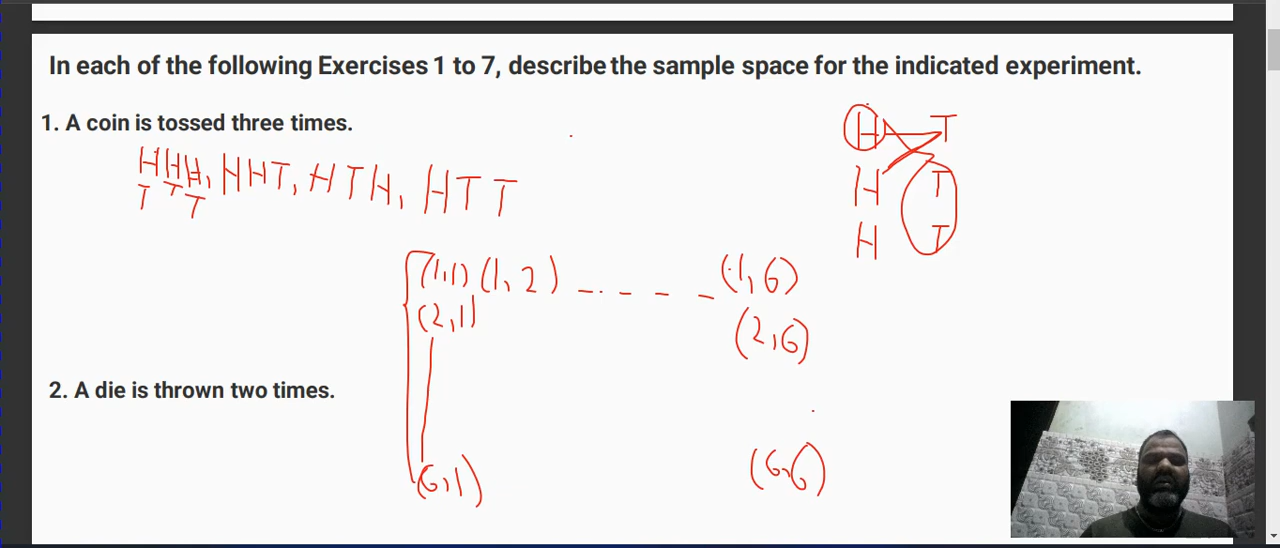 In each of the following Exercises 1 to 7, describe the sample space for the indicated experiment.
1. A coin is tossed three times.
H T
HHH, HHT, HTH, HTT
H T
TTT
H T
(1,1) (1,2) - - - - - (1,6)
(2,1) (2,6)
2. A die is thrown two times.
(6,1) (6,6)